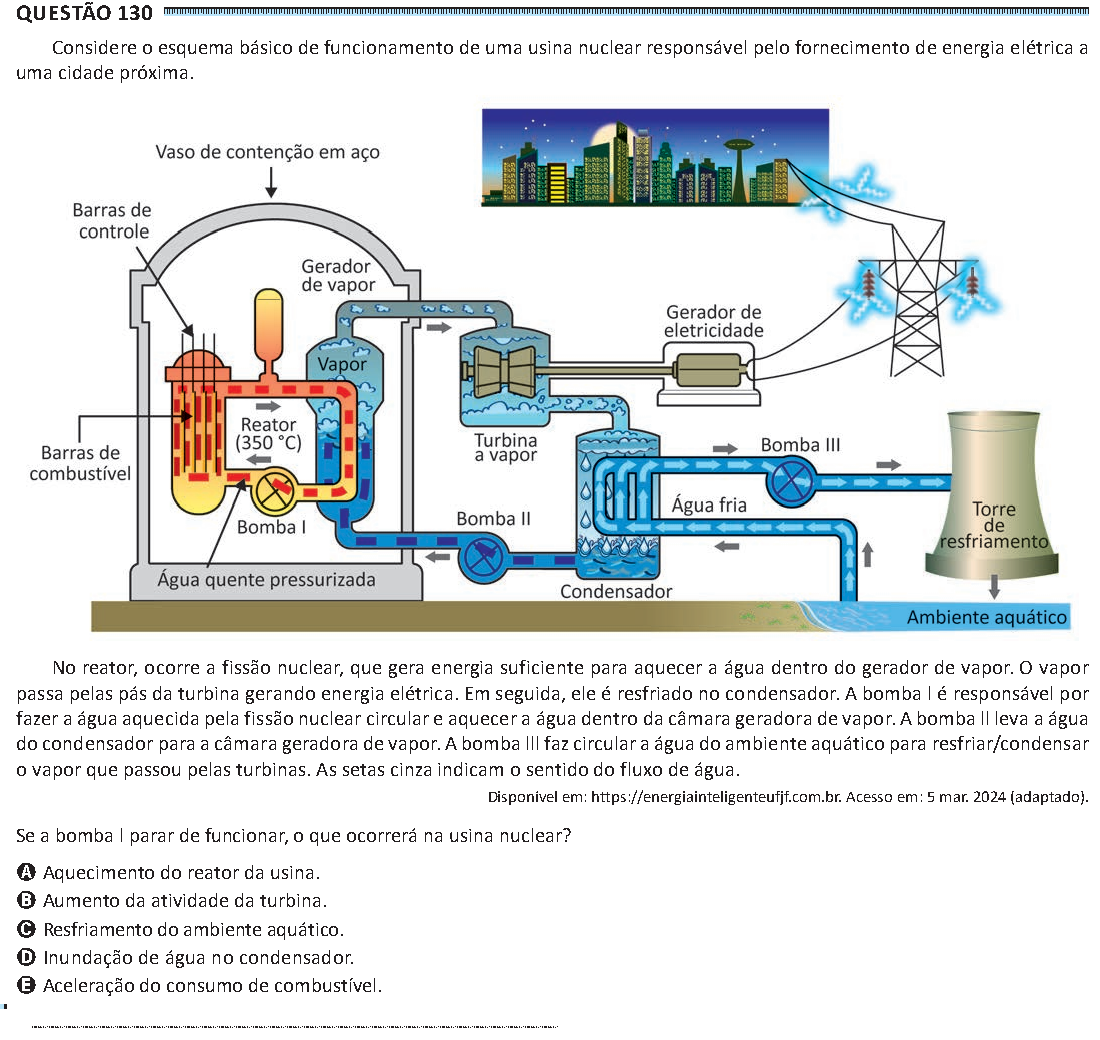 QUESTÃO 130
Considere o esquema básico de funcionamento de uma usina nuclear responsável pelo fornecimento de energia elétrica a
uma cidade próxima.
Vaso de contenção em aço
Barras de
controle
Gerador
de vapor
Gerador de
eletricidade
Vapor
Reator
(350 °C)
Barras de
combustível
Turbina
a vapor
Bomba III
Bomba I
Bomba II
Água fria
Torre
de
resfriamento
Água quente pressurizada
Condensador
Ambiente aquático
No reator, ocorre a fissão nuclear, que gera energia suficiente para aquecer a água dentro do gerador de vapor. O vapor
passa pelas pás da turbina gerando energia elétrica. Em seguida, ele é resfriado no condensador. A bomba I é responsável por
fazer a água aquecida pela fissão nuclear circular e aquecer a água dentro da câmara geradora de vapor. A bomba II leva a água
do condensador para a câmara geradora de vapor. A bomba III faz circular a água do ambiente aquático para resfriar/condensar
o vapor que passou pelas turbinas. As setas cinza indicam o sentido do fluxo de água.
Disponível em: https://energiainteligenteufjf.com.br. Acesso em: 5 mar. 2024 (adaptado).
Se a bomba I parar de funcionar, o que ocorrerá na usina nuclear?
A Aquecimento do reator da usina.
B Aumento da atividade da turbina.
C Resfriamento do ambiente aquático.
D Inundação de água no condensador.
E Aceleração do consumo de combustível.